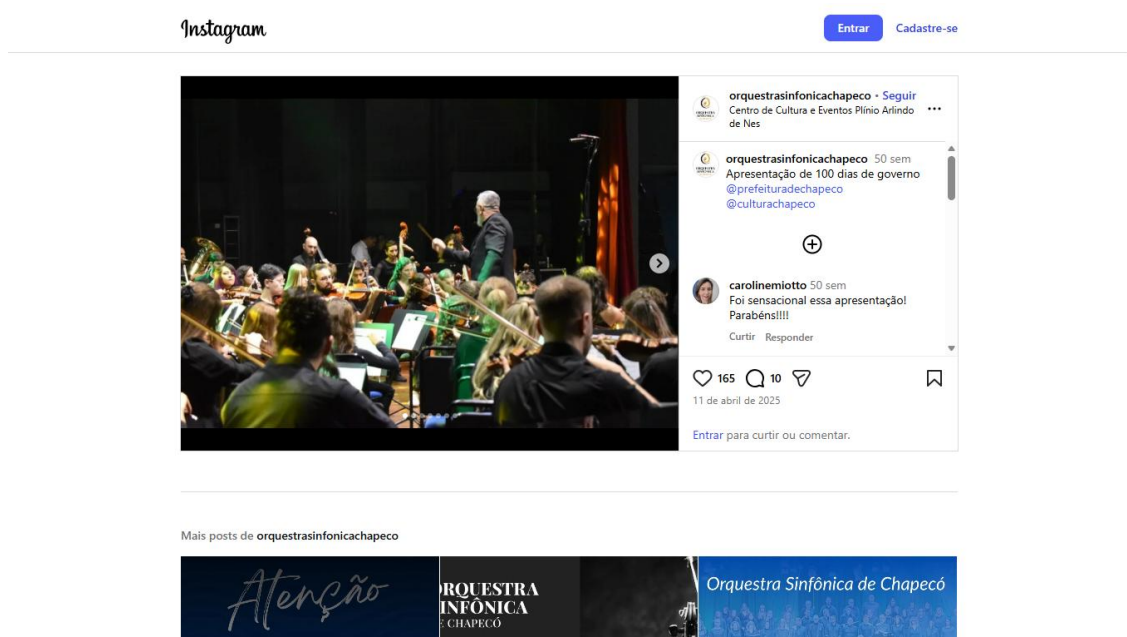 Instagram
Entrar
Cadastre-se
orquestrasinfonicachapeco • Seguir
Centro de Cultura e Eventos Plínio Arlindo
de Nes
orquestrasinfonicachapeco 50 sem
Apresentação de 100 dias de governo
@prefeituradechapeco
@culturachapeco
carolinemiotto 50 sem
Foi sensacional essa apresentação!
Parabéns!!!!
Curtir Responder
165 10
11 de abril de 2025
Entrar para curtir ou comentar.
Mais posts de orquestrasinfonicachapeco
Atenção
ORQUESTRA
INFÔNICA
E CHAPECÓ
Orquestra Sinfônica de Chapecó